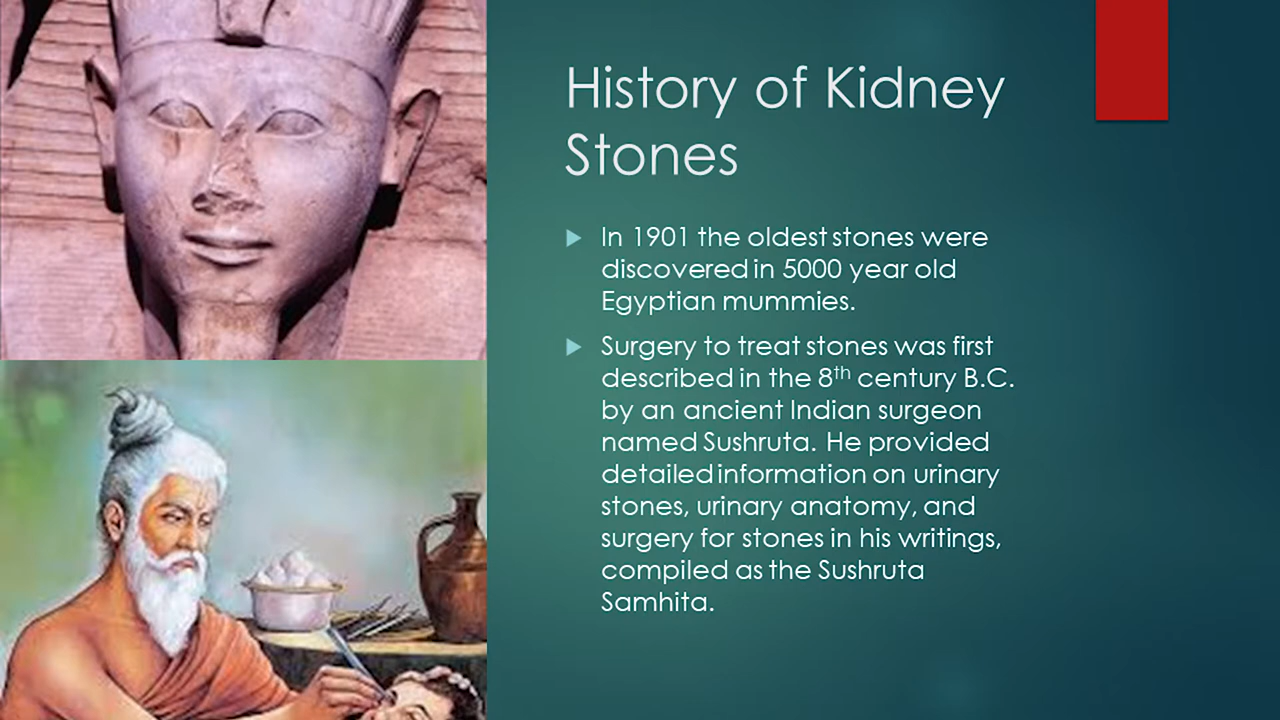 History of Kidney
Stones
In 1901 the oldest stones were
discovered in 5000 year old
Egyptian mummies.
Surgery to treat stones was first
described in the 8th century B.C.
by an ancient Indian surgeon
named Sushruta. He provided
detailed information on urinary
stones, urinary anatomy, and
surgery for stones in his writings,
compiled as the Sushruta
Samhita.